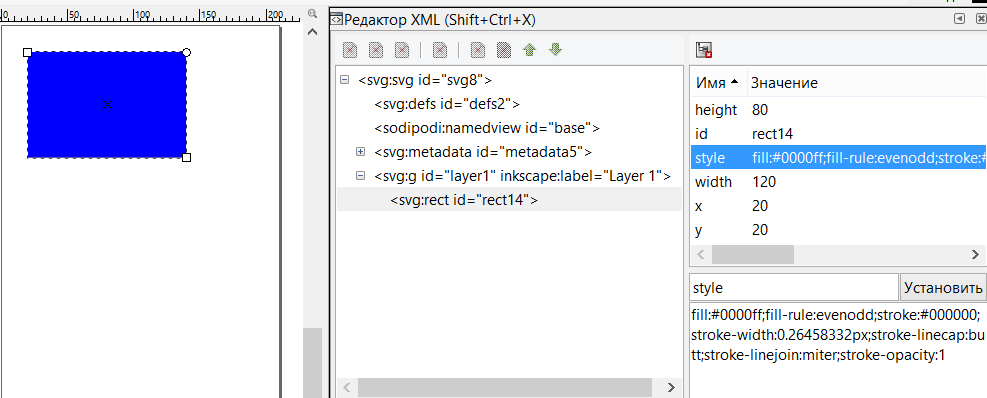 Редактор XML (Shift+Ctrl+X)
0 50 100 150 200
<svg:svg id="svg8">
<svg:defs id="defs2">
<sodipodi:namedview id="base">
<svg:metadata id="metadata5">
<svg:g id="layer1" inkscape:label="Layer 1">
<svg:rect id="rect14">
Имя Значение
height 80
id rect14
style fill:#0000ff;fill-rule:evenodd;stroke:#
width 120
x 20
y 20
style Установить
fill:#0000ff;fill-rule:evenodd;stroke:#000000;
stroke-width:0.26458332px;stroke-linecap:bu
tt;stroke-linejoin:miter;stroke-opacity:1